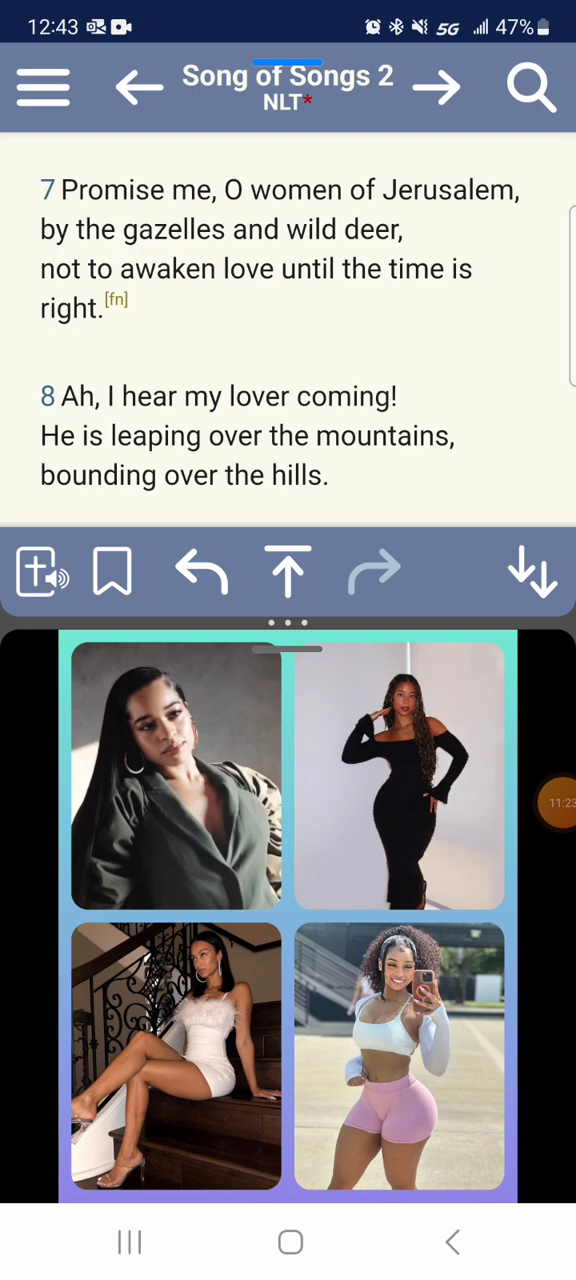 12:43 5G 47%
Song of Songs 2
NLT*
7 Promise me, O women of Jerusalem,
by the gazelles and wild deer,
not to awaken love until the time is
right.[fn]
8 Ah, I hear my lover coming!
He is leaping over the mountains,
bounding over the hills.
11:23